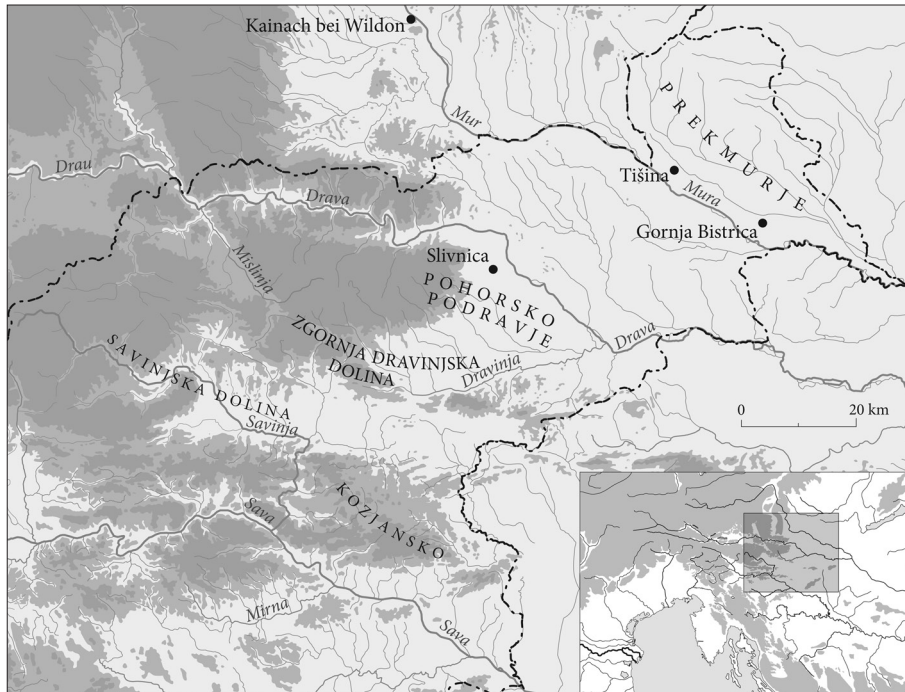 Kainach bei Wildon
Mur
PREKMURJE
Drau
Drava
Tišina
Mura
Gornja Bistrica
Slivnica
Mislinja
POHORSKO
PODRAVJE
ZGORNJA DRAVINJSKA
DOLINA
Dravinja
Drava
SAVINJSKA DOLINA
Savinja
0 20 km
KOZJANSKO
Sava
Mirna
Sava